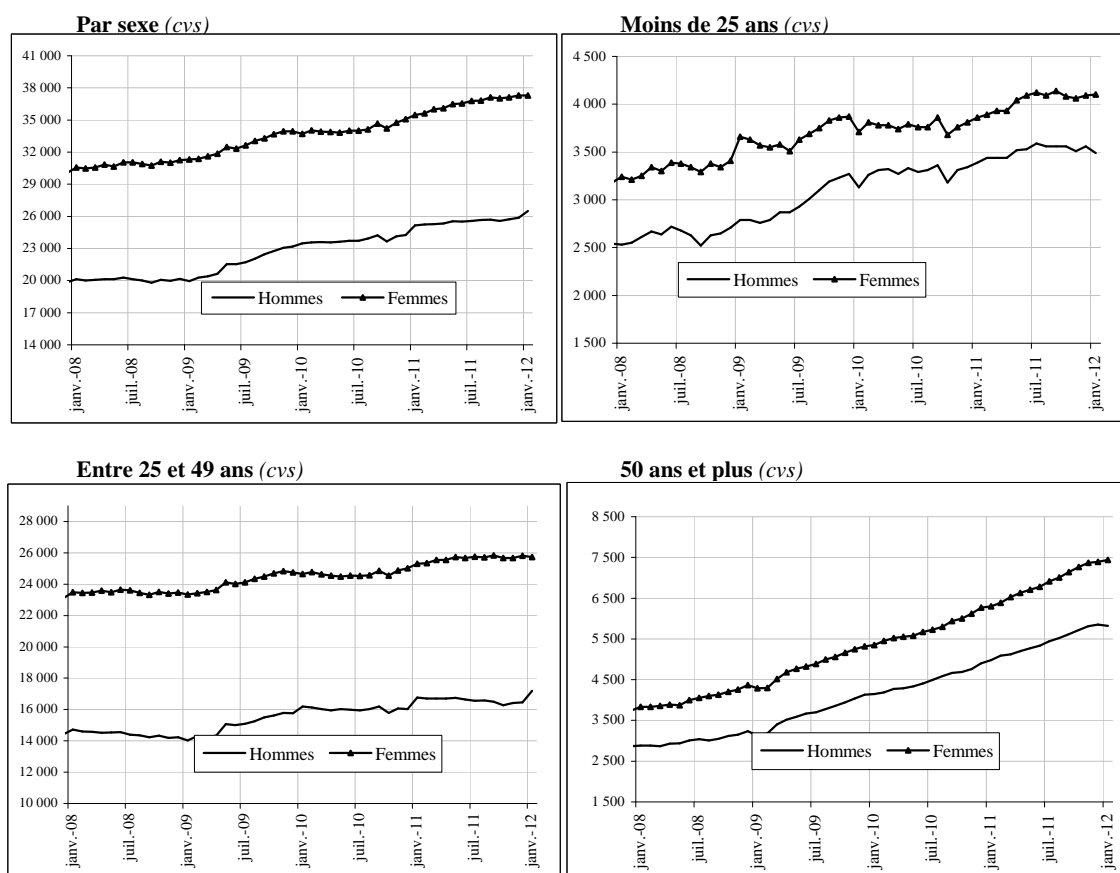 Par sexe (cvs)
41 000
38 000
35 000
32 000
29 000
26 000
23 000
20 000
17 000
14 000
Hommes Femmes
janv.-08
juil.-08
janv.-09
juil.-09
janv.-10
juil.-10
janv.-11
juil.-11
janv.-12
Moins de 25 ans (cvs)
4 500
4 000
3 500
3 000
2 500
2 000
1 500
Hommes Femmes
janv.-08
juil.-08
janv.-09
juil.-09
janv.-10
juil.-10
janv.-11
juil.-11
janv.-12
Entre 25 et 49 ans (cvs)
28 000
26 000
24 000
22 000
20 000
18 000
16 000
14 000
12 000
10 000
Hommes Femmes
janv.-08
juil.-08
janv.-09
juil.-09
janv.-10
juil.-10
janv.-11
juil.-11
janv.-12
50 ans et plus (cvs)
8 500
7 500
6 500
5 500
4 500
3 500
2 500
1 500
Hommes Femmes
janv.-08
juil.-08
janv.-09
juil.-09
janv.-10
juil.-10
janv.-11
juil.-11
janv.-12